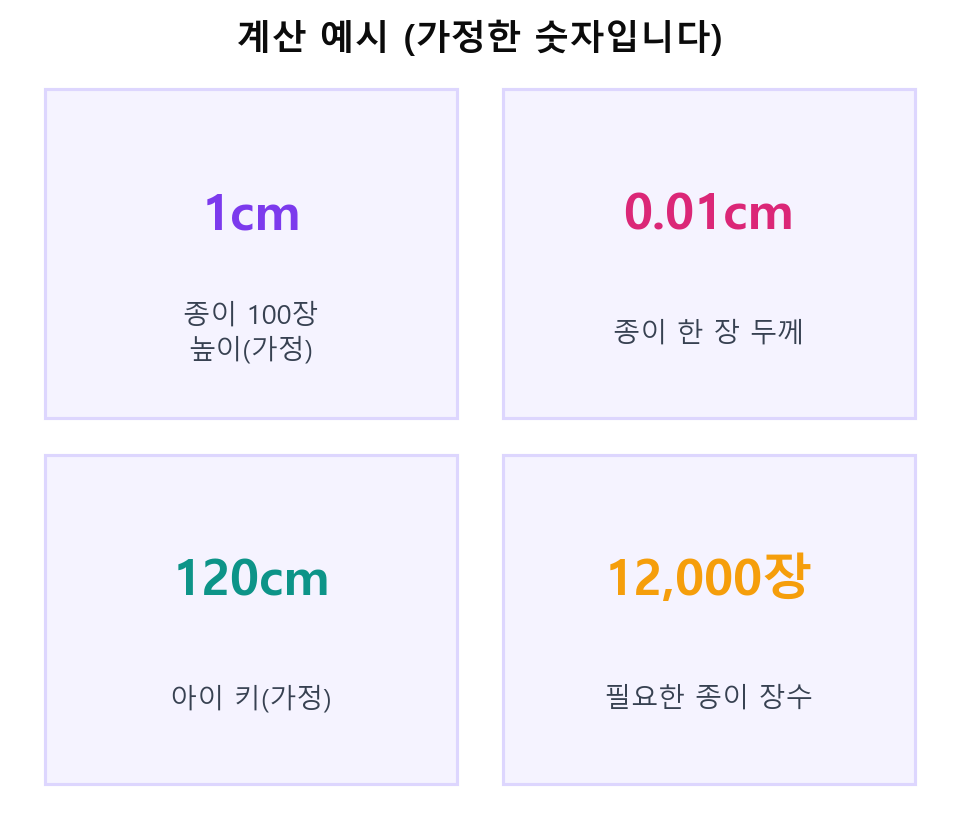 계산 예시 (가정한 숫자입니다)
1cm
종이 100장
높이(가정)
0.01cm
종이 한 장 두께
120cm
아이 키(가정)
12,000장
필요한 종이 장수